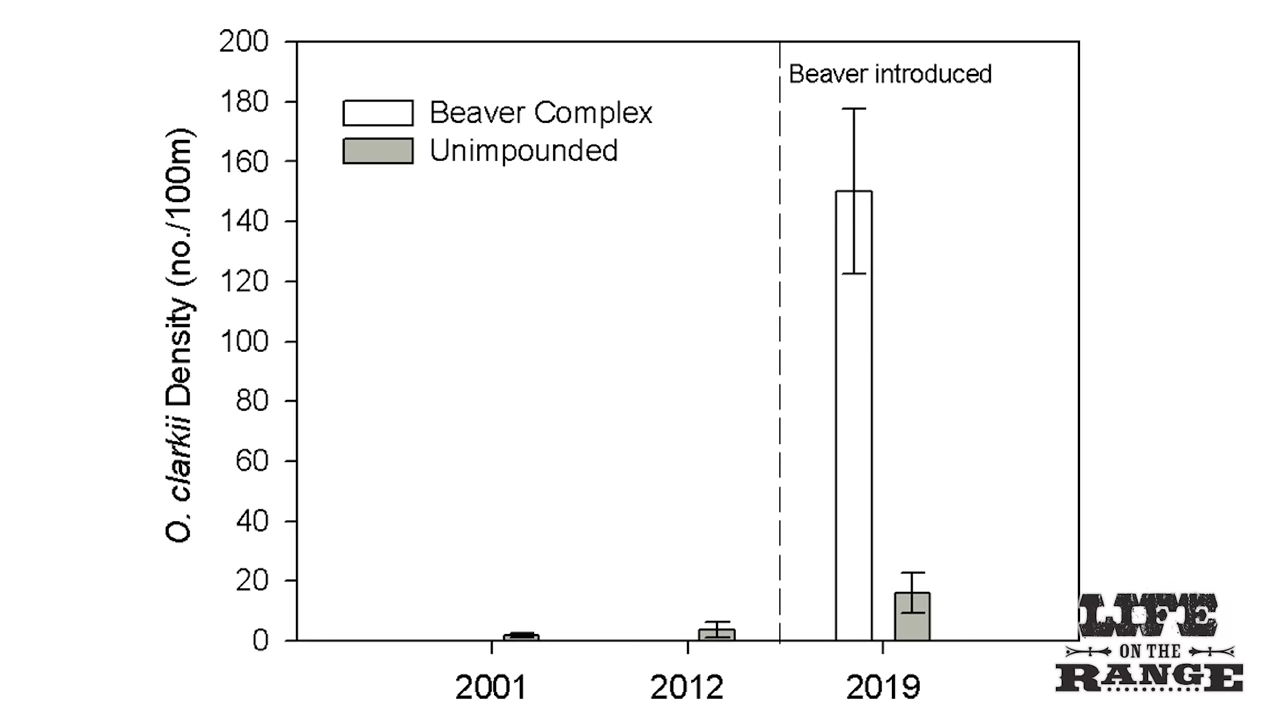 200
Beaver introduced
180
Beaver Complex
160
Unimpounded
140
120
100
80
60
40
20
0
O. clarkii Density (no./100m)
2001
2012
2019
LIFE
ON THE
RANGE